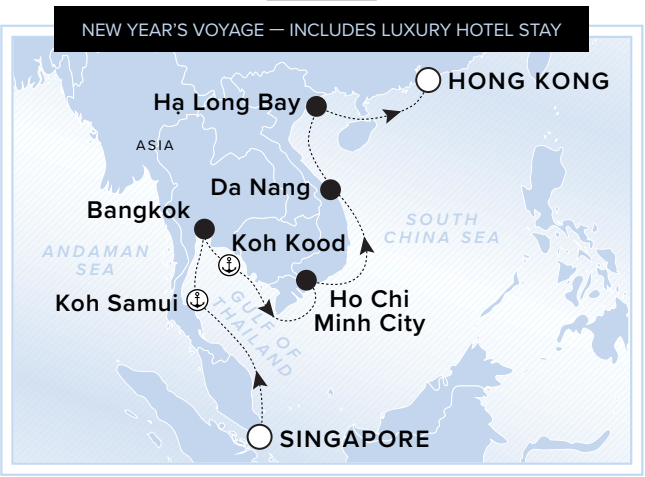 NEW YEAR'S VOYAGE — INCLUDES LUXURY HOTEL STAY
HONG KONG
Hạ Long Bay
ASIA
Da Nang
Bangkok
SOUTH
CHINA SEA
Koh Kood
ANDAMAN
SEA
Koh Samui
Ho Chi
Minh City
GULF OF
THAILAND
SINGAPORE